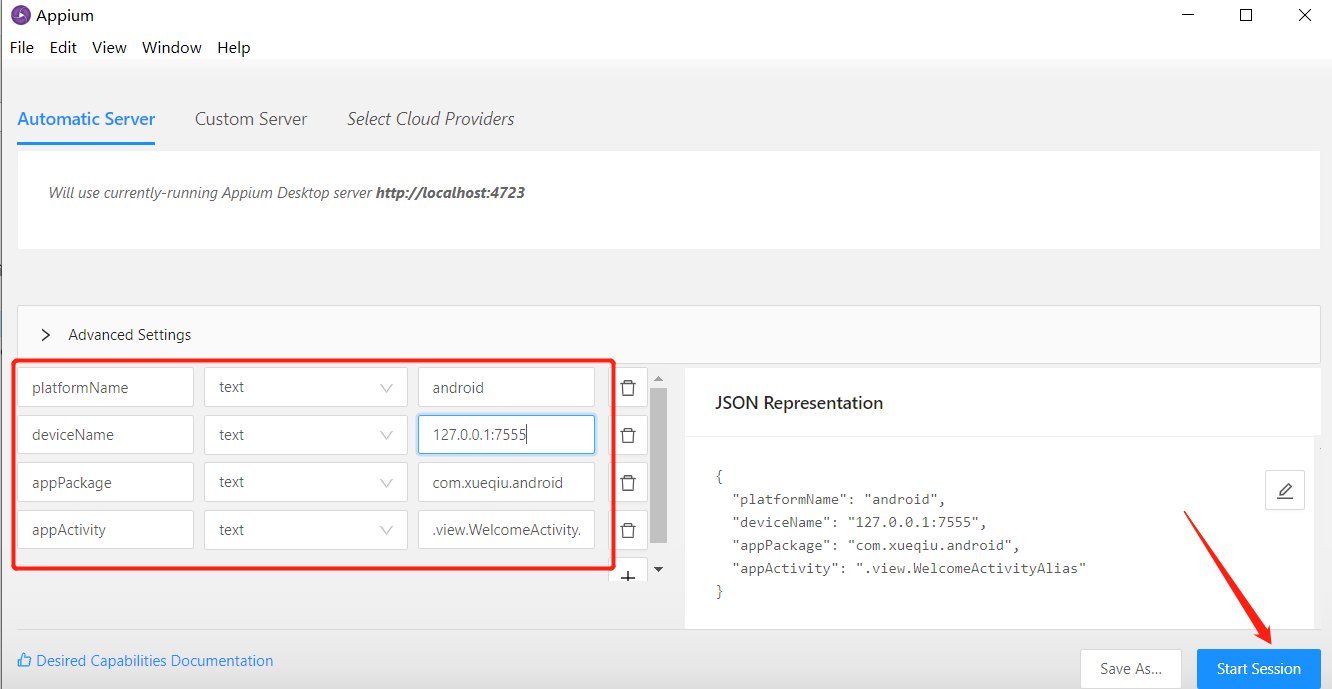 Appium
File Edit View Window Help
Automatic Server Custom Server Select Cloud Providers
Will use currently-running Appium Desktop server http://localhost:4723
Advanced Settings
platformName text android
deviceName text 127.0.0.1:7555
appPackage text com.xueqiu.android
appActivity text .view.WelcomeActivity.
JSON Representation
{
"platformName": "android",
"deviceName": "127.0.0.1:7555",
"appPackage": "com.xueqiu.android",
"appActivity": ".view.WelcomeActivityAlias"
}
Desired Capabilities Documentation
Save As...
Start Session